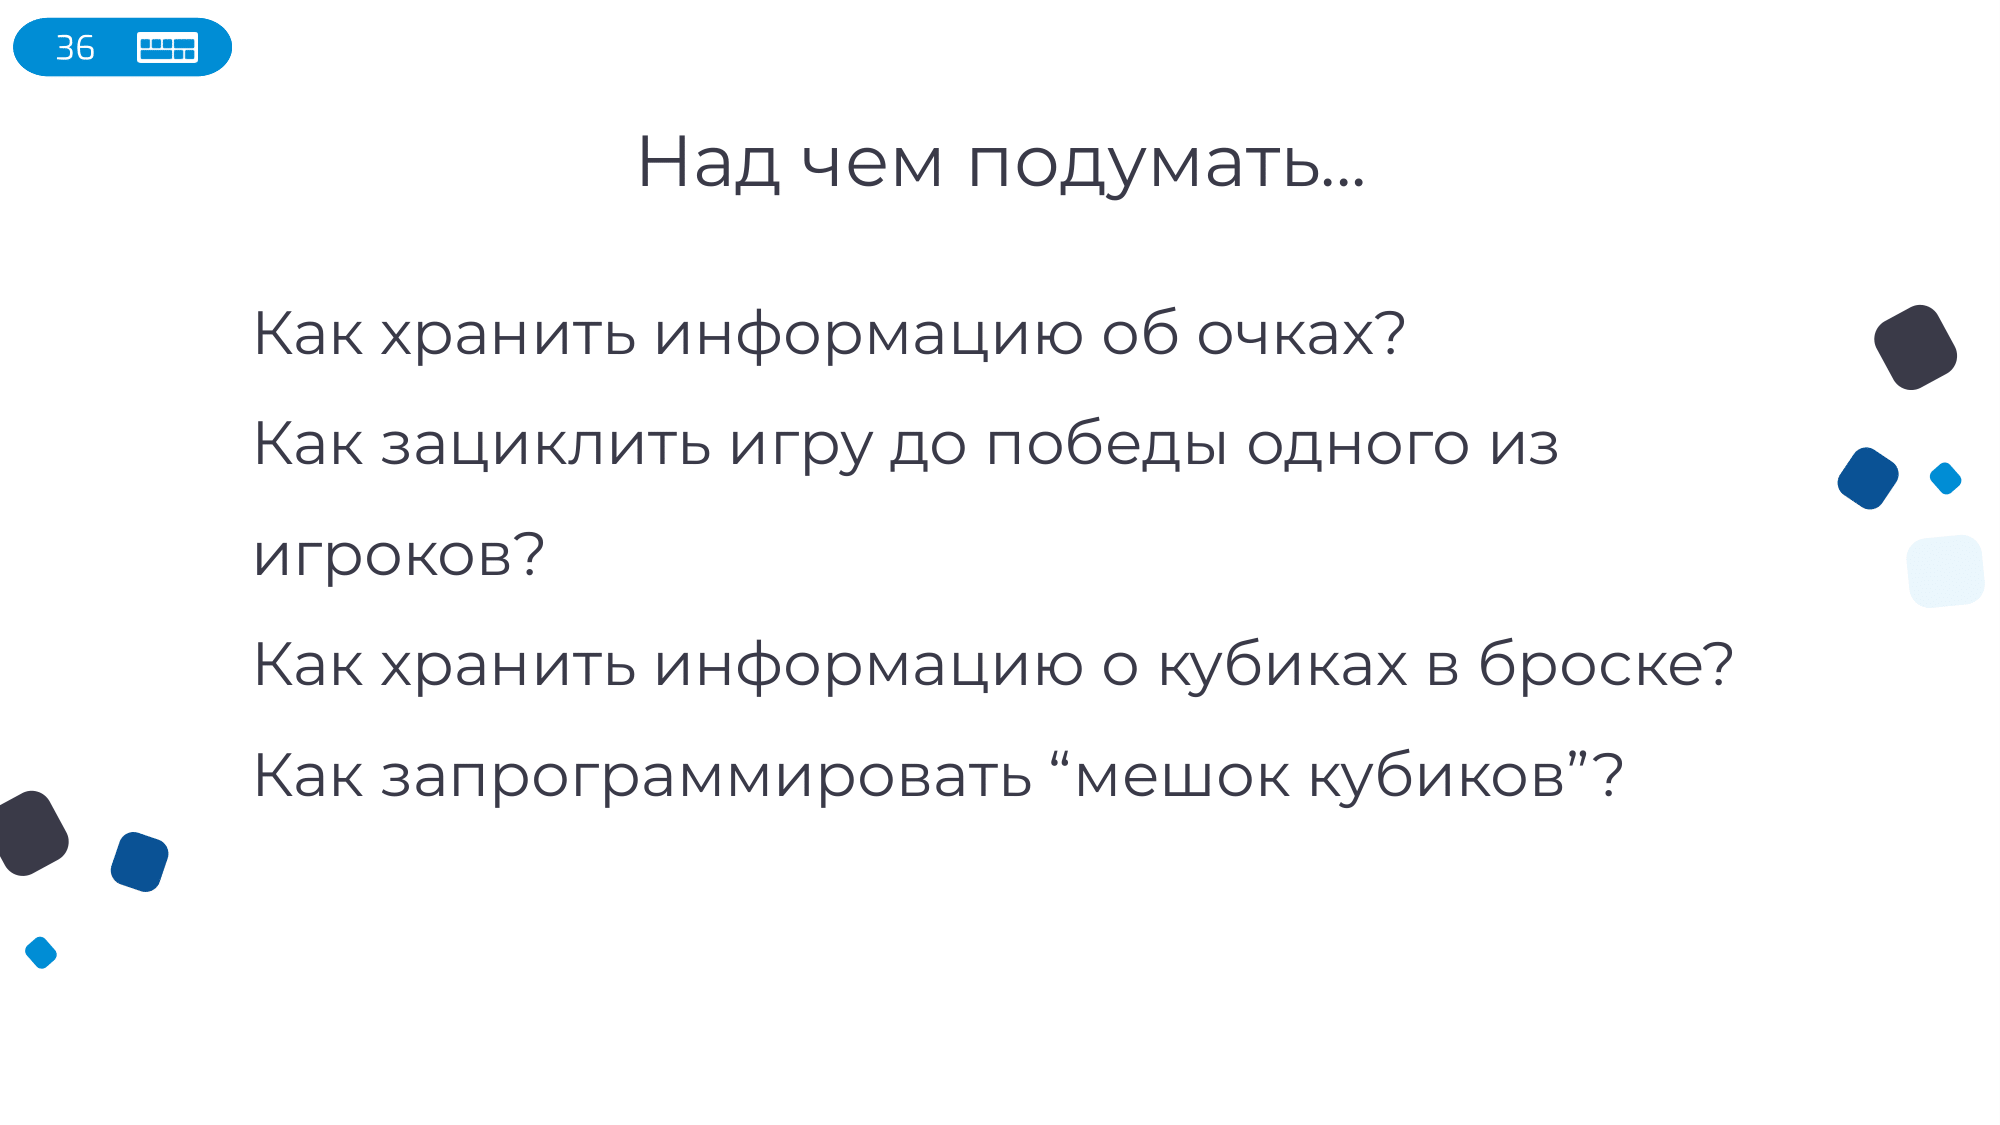 36
Над чем подумать...
Как хранить информацию об очках?
Как зациклить игру до победы одного из
игроков?
Как хранить информацию о кубиках в броске?
Как запрограммировать “мешок кубиков”?